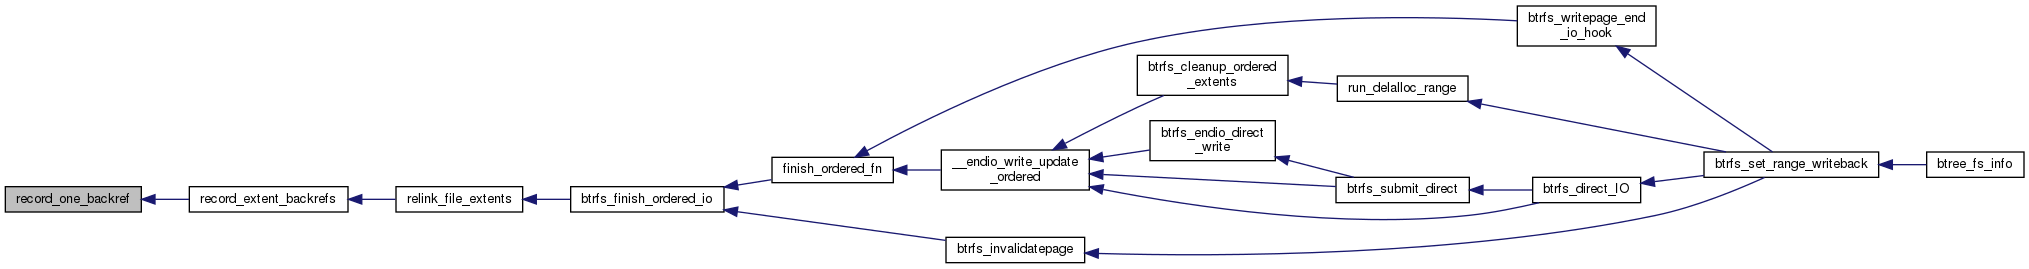 record_one_backref
record_extent_backrefs
relink_file_extents
btrfs_finish_ordered_io
finish_ordered_fn
btrfs_invalidatepage
__endio_write_update
_ordered
btrfs_cleanup_ordered
_extents
btrfs_endio_direct
_write
run_delalloc_range
btrfs_submit_direct
btrfs_writepage_end
_io_hook
btrfs_direct_IO
btrfs_set_range_writeback
btree_fs_info